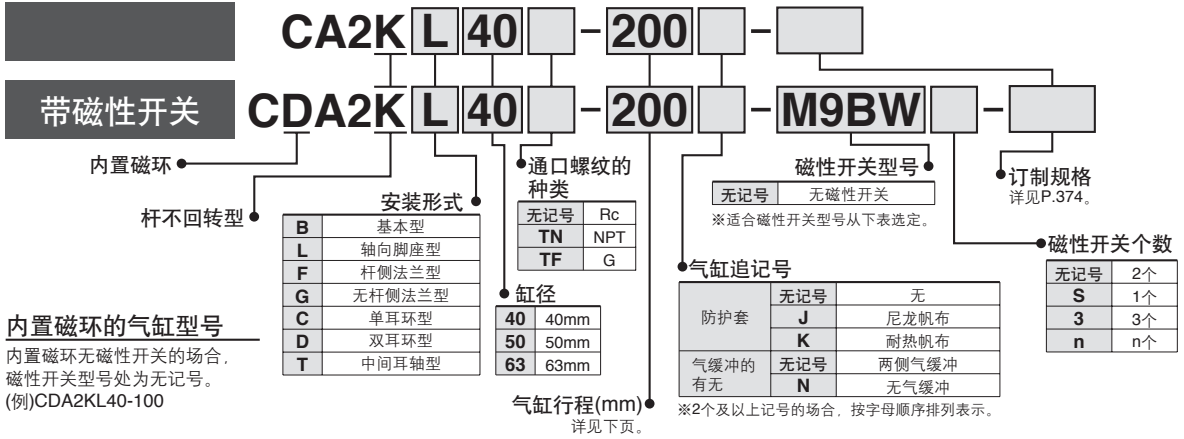 CA2K L 40 - 200 -
带磁性开关 CDA2K L 40 - 200 - M9BW -
内置磁环
杆不回转型
安装形式
B 基本型
L 轴向脚座型
F 杆侧法兰型
G 无杆侧法兰型
C 单耳环型
D 双耳环型
T 中间耳轴型
通口螺纹的
种类
无记号 Rc
TN NPT
TF G
缸径
40 40mm
50 50mm
63 63mm
气缸行程(mm)
详见下页。
磁性开关型号
无记号 无磁性开关
※适合磁性开关型号从下表选定。
气缸追记号
防护套 无记号 无
J 尼龙帆布
K 耐热帆布
气缓冲的
有无
无记号 两侧气缓冲
N 无气缓冲
※2个及以上记号的场合，按字母顺序排列表示。
订制规格
详见P.374。
磁性开关个数
无记号 2个
S 1个
3 3个
n n个
内置磁环的气缸型号
内置磁环无磁性开关的场合，
磁性开关型号处为无记号。
(例)CDA2KL40-100